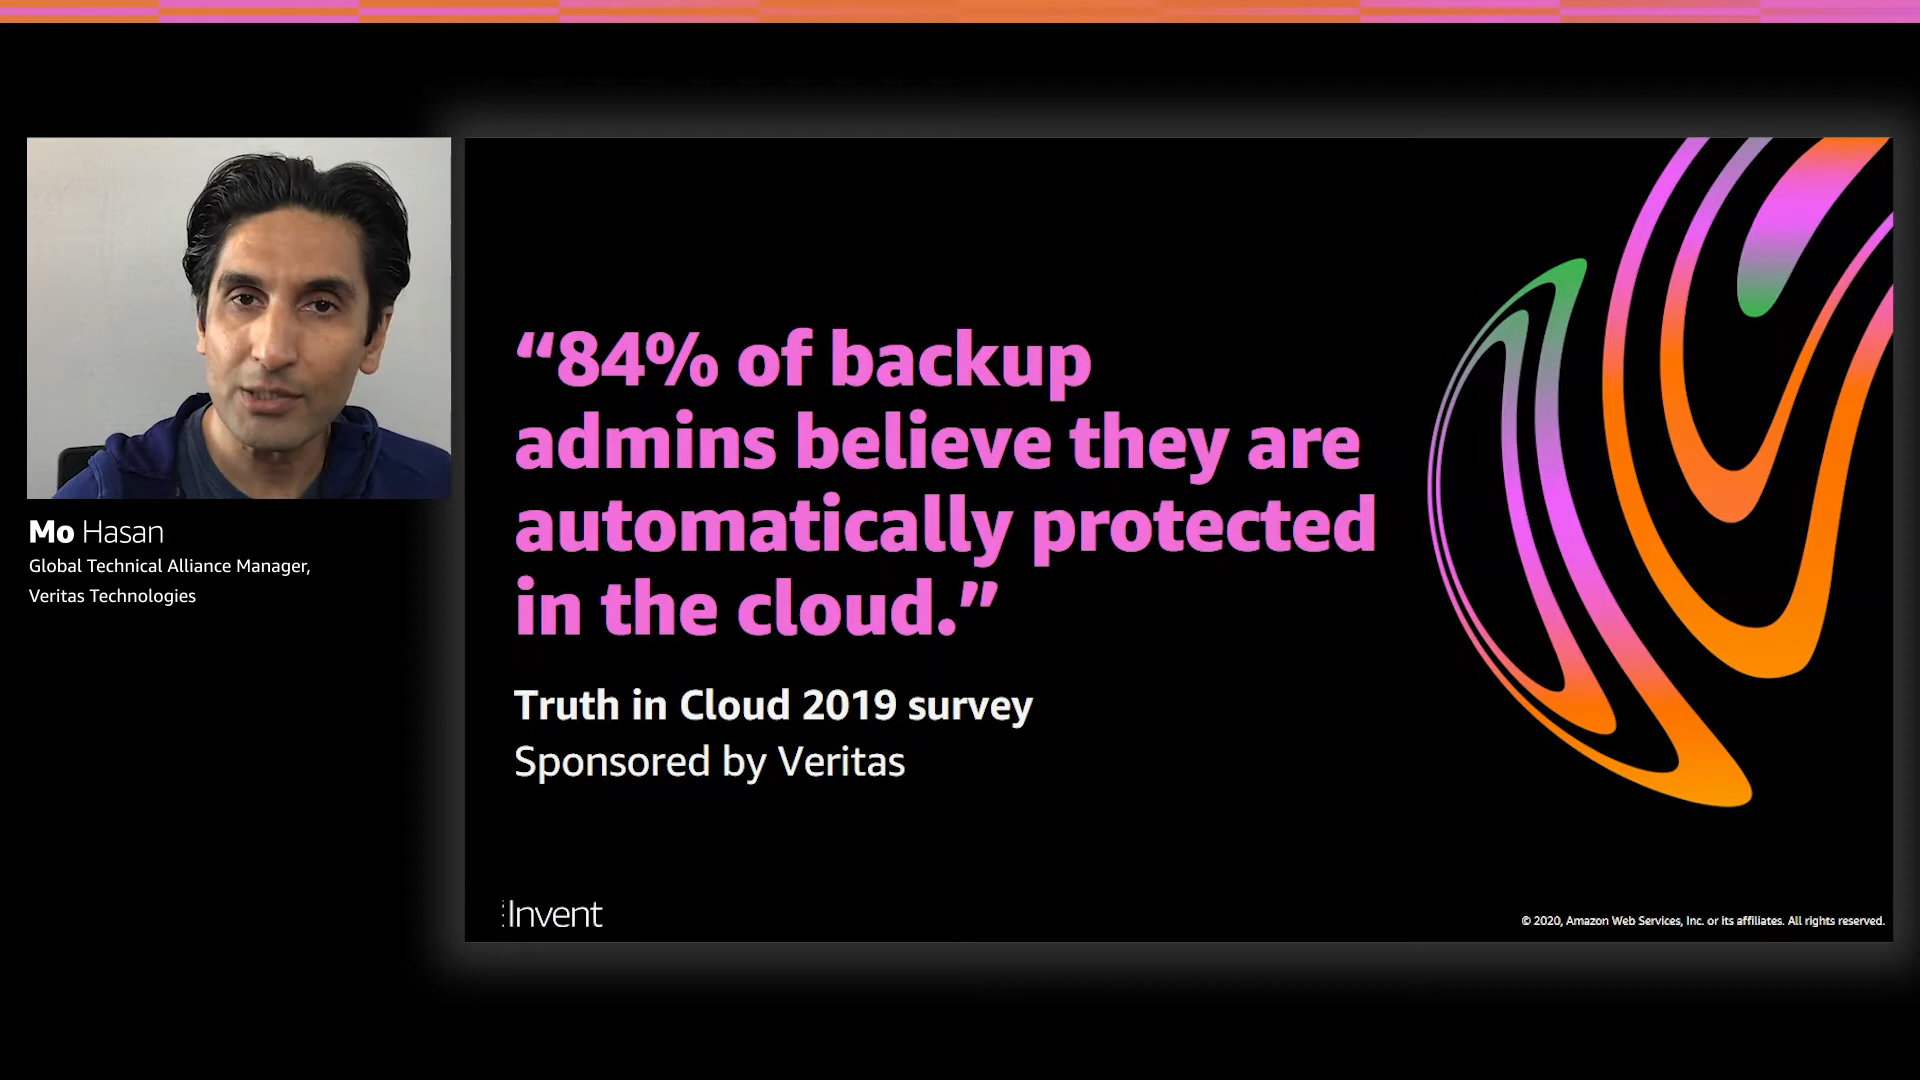 Mo Hasan
Global Technical Alliance Manager,
Veritas Technologies
“84% of backup
admins believe they are
automatically protected
in the cloud.”
Truth in Cloud 2019 survey
Sponsored by Veritas
Invent
© 2020, Amazon Web Services, Inc. or its affiliates. All rights reserved.